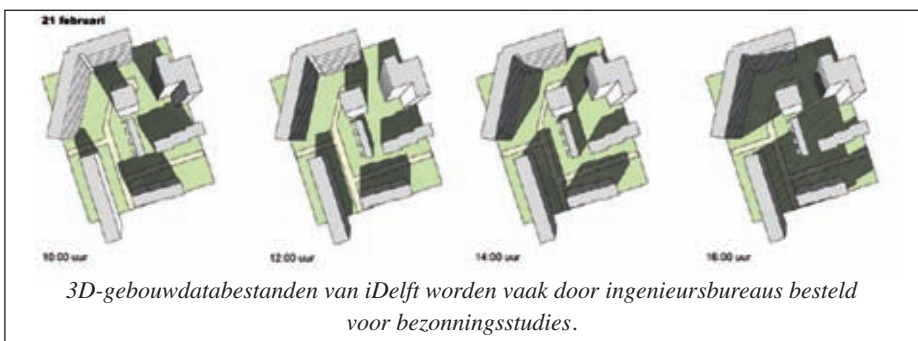 21 februari
10:00 uur
12:00 uur
14:00 uur
16:00 uur
3D-gebouwdatabestanden van iDelft worden vaak door ingenieursbureaus besteld
voor bezonningsstudies.